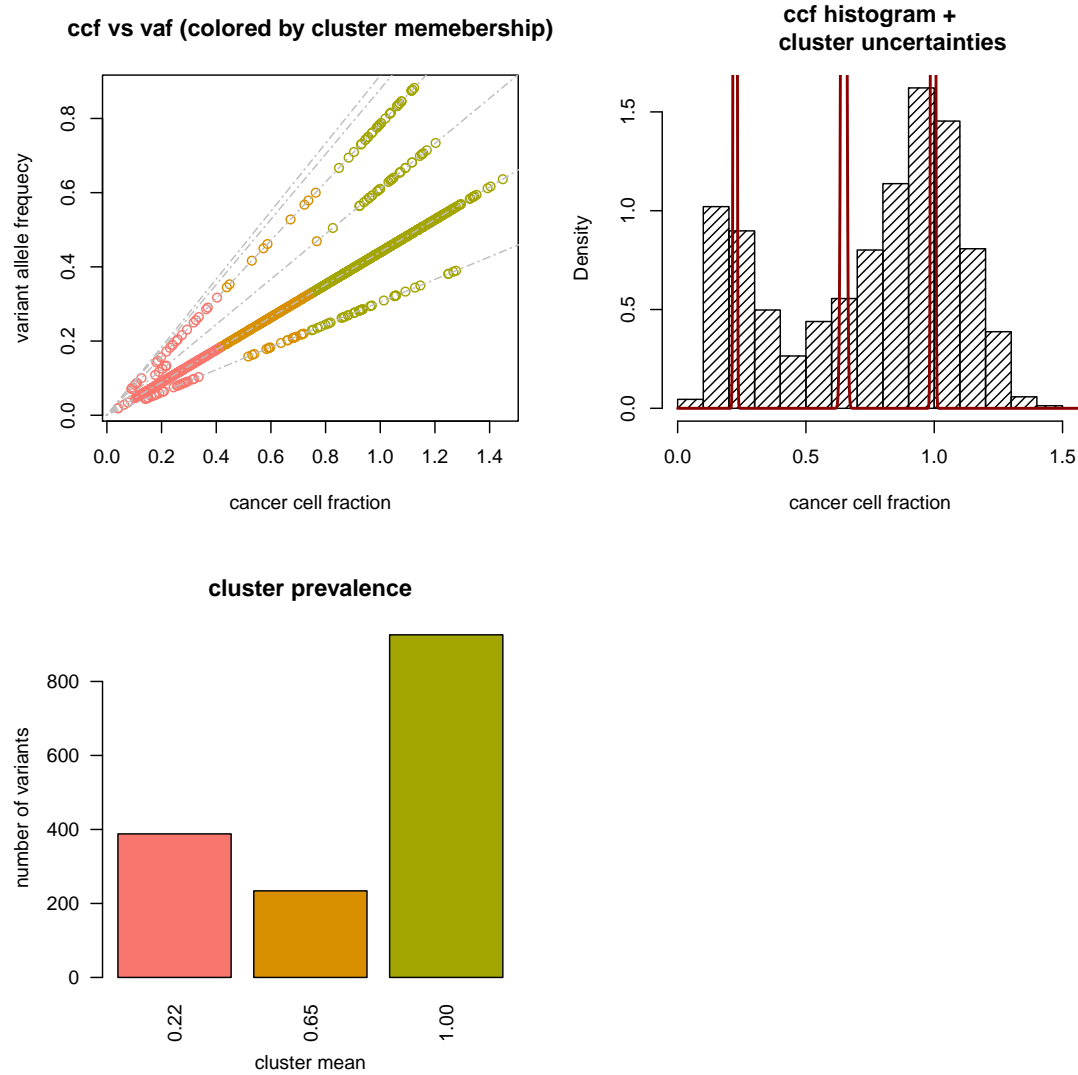 ccf vs vaf (colored by cluster memebership)
variant allele frequecy
0.0 0.2 0.4 0.6 0.8
0.0 0.2 0.4 0.6 0.8 1.0 1.2 1.4
cancer cell fraction
ccf histogram +
cluster uncertainties
Density
0.0 0.5 1.0 1.5
0.0 0.5 1.0 1.5
cancer cell fraction
cluster prevalence
number of variants
0 200 400 600 800
0.22 0.65 1.00
cluster mean